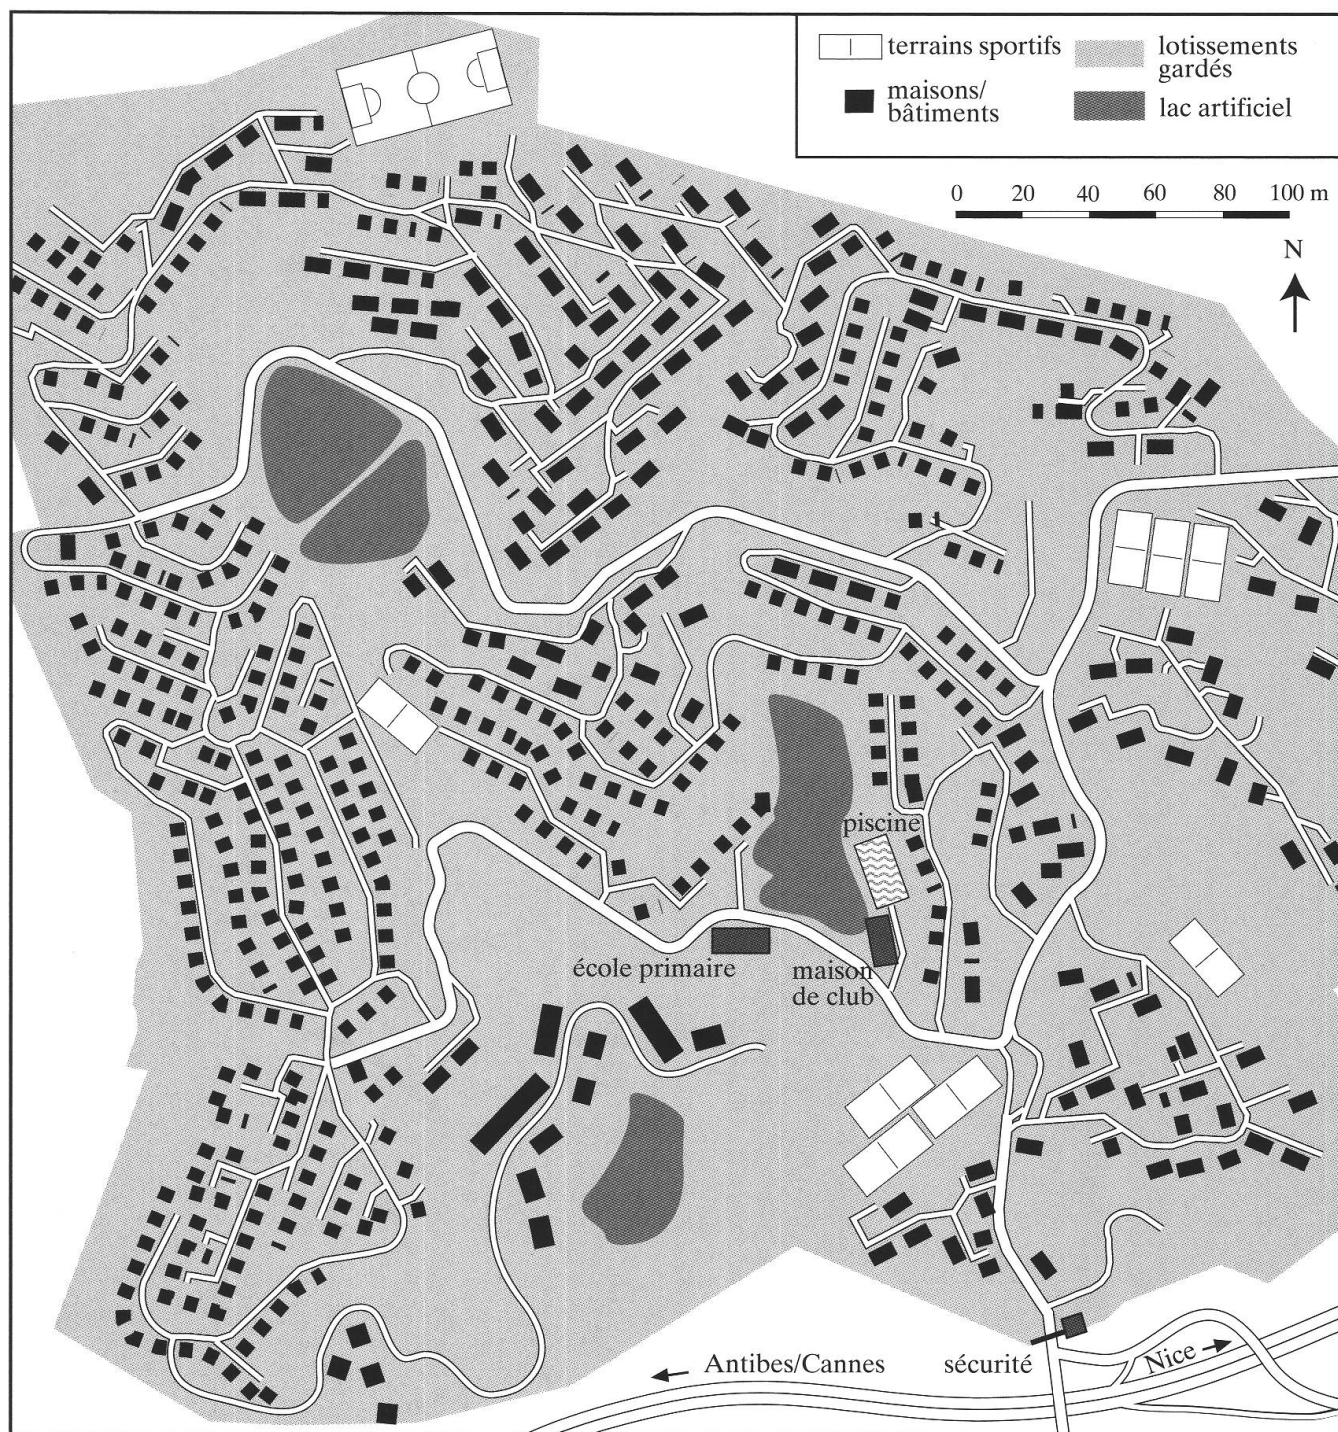 terrains sportifs
maisons/
bâtiments
lotissements
gardés
lac artificiel
0 20 40 60 80 100 m
N
piscine
école primaire
maison
de club
Antibes/Cannes
sécurité
Nice